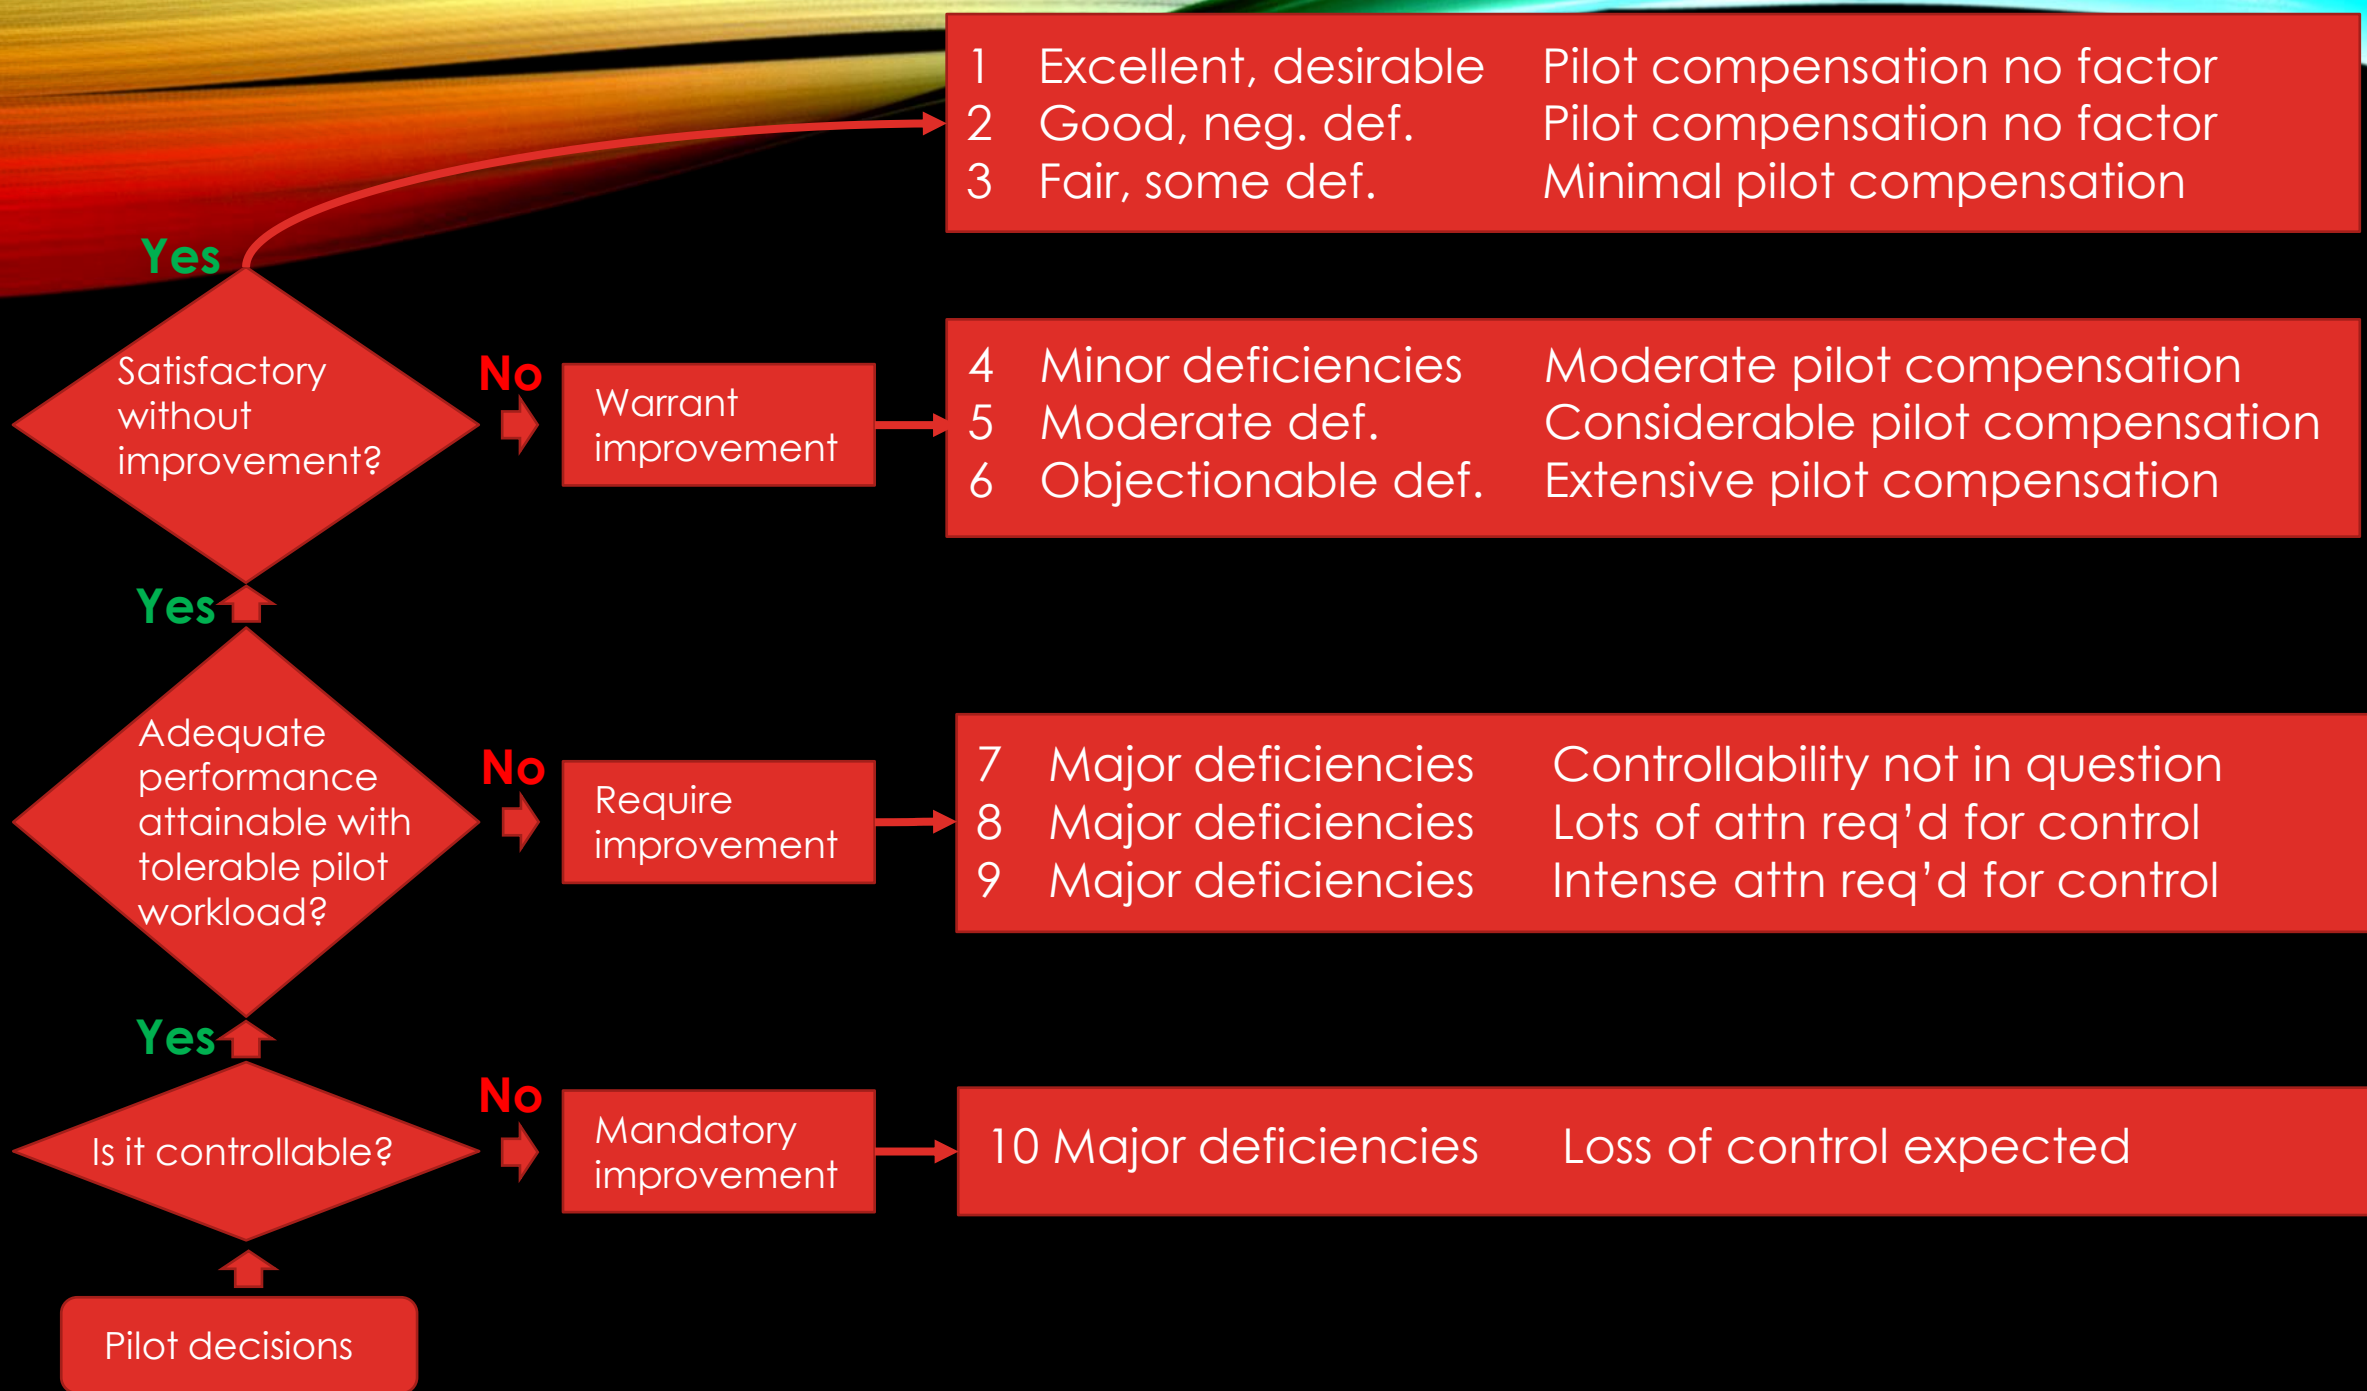 1 Excellent, desirable Pilot compensation no factor
2 Good, neg. def. Pilot compensation no factor
3 Fair, some def. Minimal pilot compensation
Yes
Satisfactory
without
improvement?
No
Warrant
improvement
4 Minor deficiencies Moderate pilot compensation
5 Moderate def. Considerable pilot compensation
6 Objectionable def. Extensive pilot compensation
Yes
Adequate
performance
attainable with
tolerable pilot
workload?
No
Require
improvement
7 Major deficiencies Controllability not in question
8 Major deficiencies Lots of attn req’d for control
9 Major deficiencies Intense attn req’d for control
Yes
Is it controllable?
No
Mandatory
improvement
10 Major deficiencies Loss of control expected
Pilot decisions